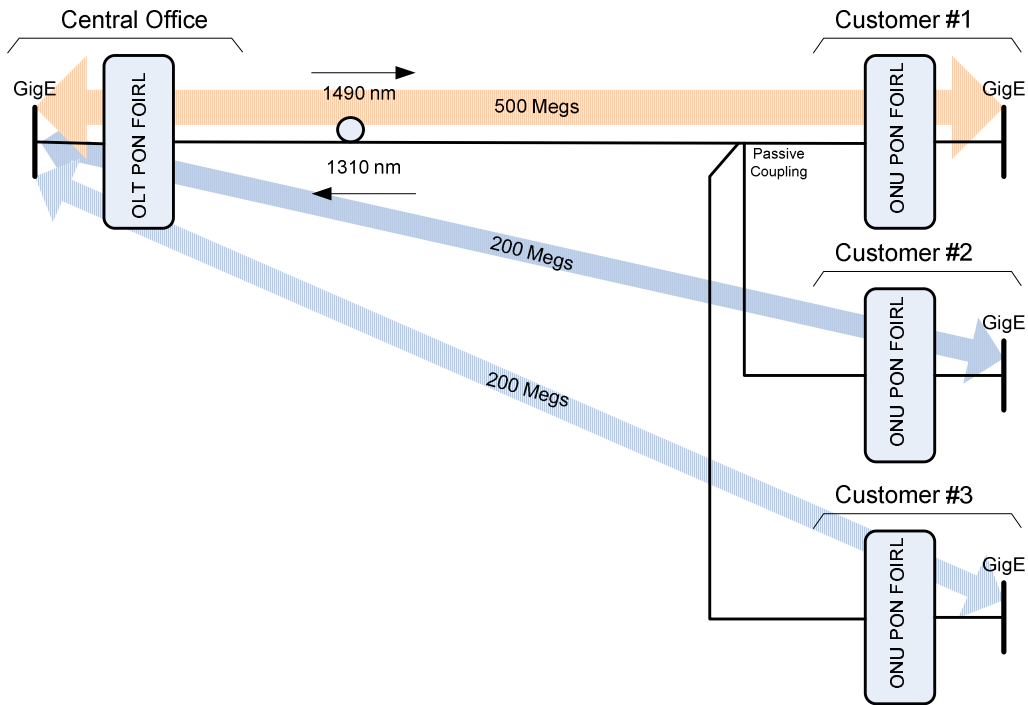 Central Office
Customer #1
GigE
OLT PON FOIRL
1490 nm
500 Megs
ONU PON FOIRL
GigE
1310 nm
Passive
Coupling
200 Megs
Customer #2
ONU PON FOIRL
GigE
200 Megs
Customer #3
ONU PON FOIRL
GigE